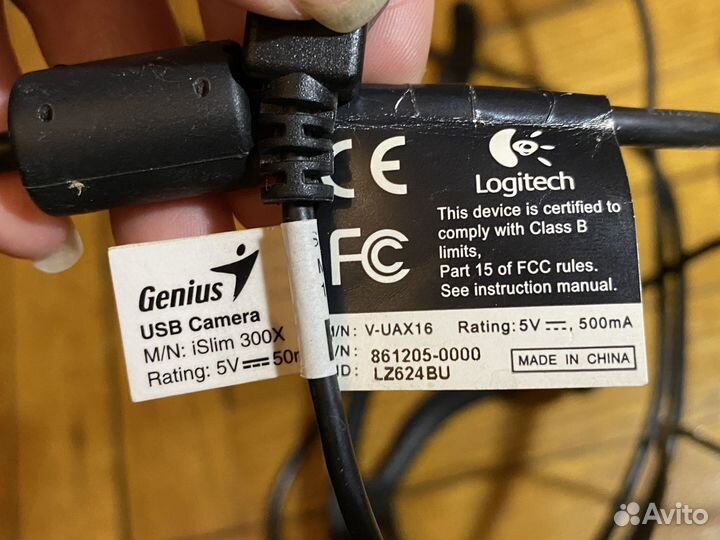 Genius
USB Camera
M/N: iSlim 300X
Rating: 5V⎓50
CE
FC
Logitech
This device is certified to
comply with Class B
limits,
Part 15 of FCC rules.
See instruction manual.
/N: V-UAX16 Rating: 5V⎓, 500mA
/N: 861205-0000
ID: LZ624BU
MADE IN CHINA
Avito